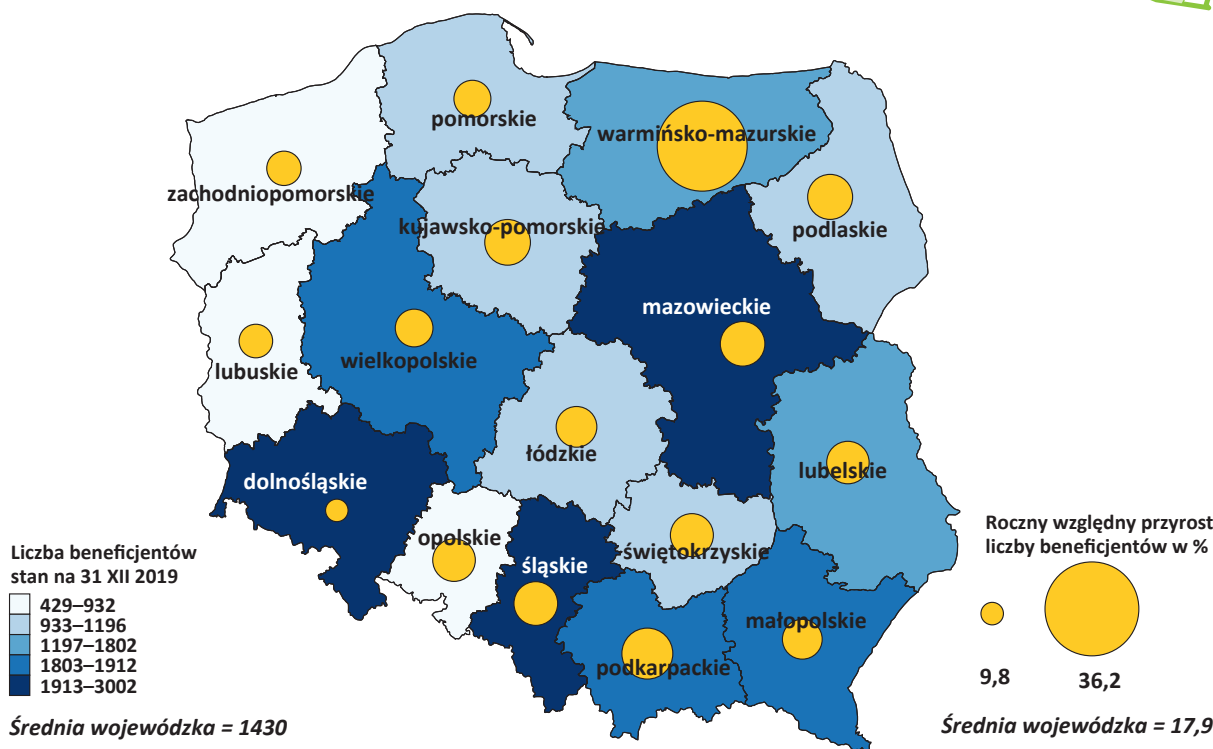 pomorskie
warmińsko-mazurskie
zachodniopomorskie
kujawsko-pomorskie
podlaskie
mazowieckie
lubuskie
wielkopolskie
łódzkie
lubelskie
dolnośląskie
opolskie
śląskie
-świętokrzyskie
małopolskie
podkarpackie
Liczba beneficjentów
stan na 31 XII 2019
429–932
933–1196
1197–1802
1803–1912
1913–3002
Średnia wojewódzka = 1430
Roczny względny przyrost
liczby beneficjentów w %
9,8 36,2
Średnia wojewódzka = 17,9